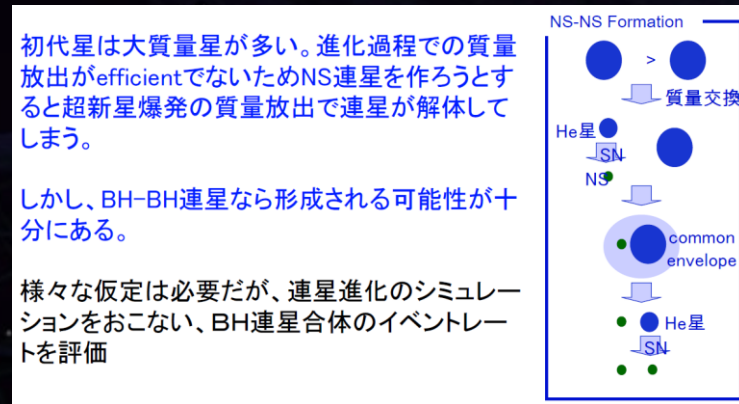 初代星は大質量星が多い。進化過程での質量
放出がefficientでないためNS連星を作ろうとす
ると超新星爆発の質量放出で連星が解体して
しまう。
しかし、BH-BH連星なら形成される可能性が十
分にある。
様々な仮定は必要だが、連星進化のシミュレー
ションをおこない、BH連星合体のイベントレー
トを評価
NS-NS Formation
>
質量交換
He星
SN
NS
common
envelope
He星
SN